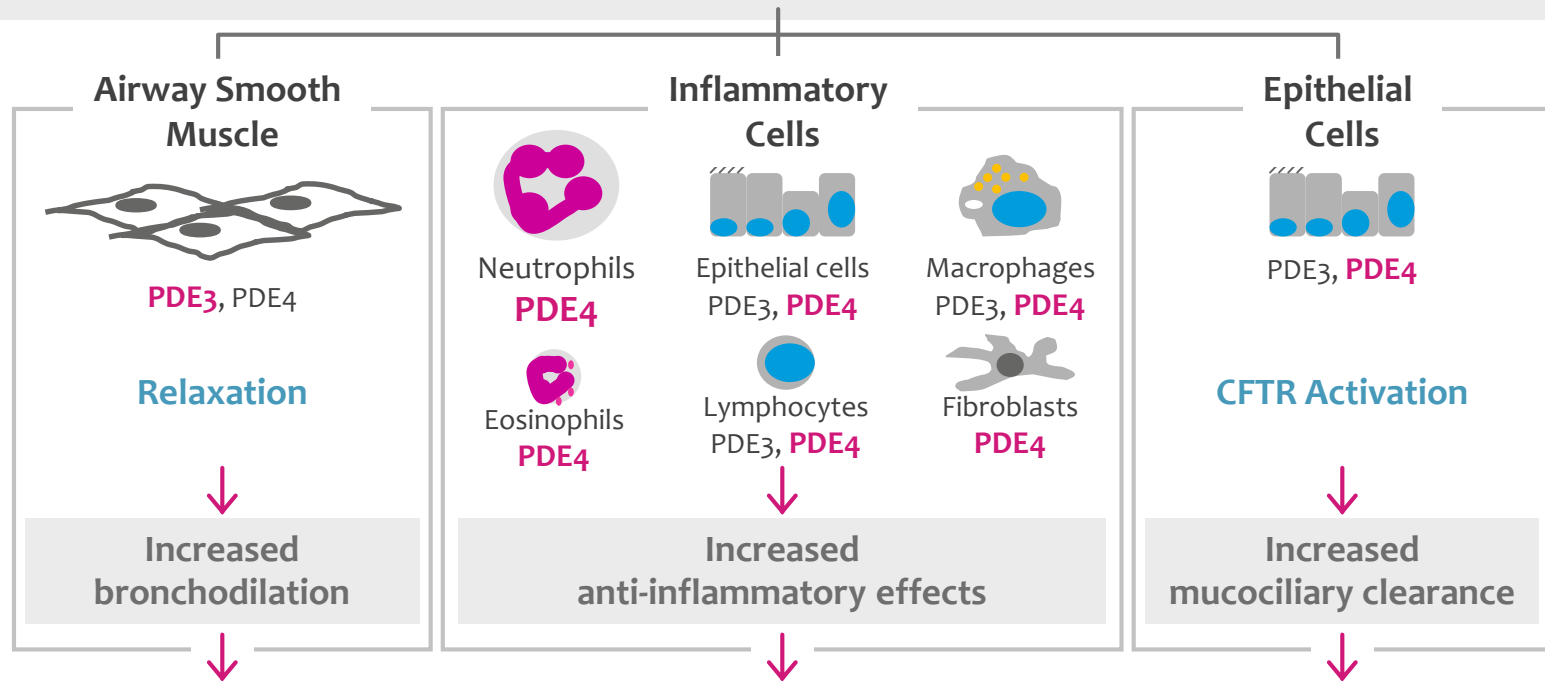 Airway Smooth
Muscle
PDE3, PDE4
Relaxation
Increased
bronchodilation
Inflammatory
Cells
Neutrophils
PDE4
Epithelial cells
PDE3, PDE4
Macrophages
PDE3, PDE4
Eosinophils
PDE4
Lymphocytes
PDE3, PDE4
Fibroblasts
PDE4
Increased
anti-inflammatory effects
Epithelial
Cells
PDE3, PDE4
CFTR Activation
Increased
mucociliary clearance